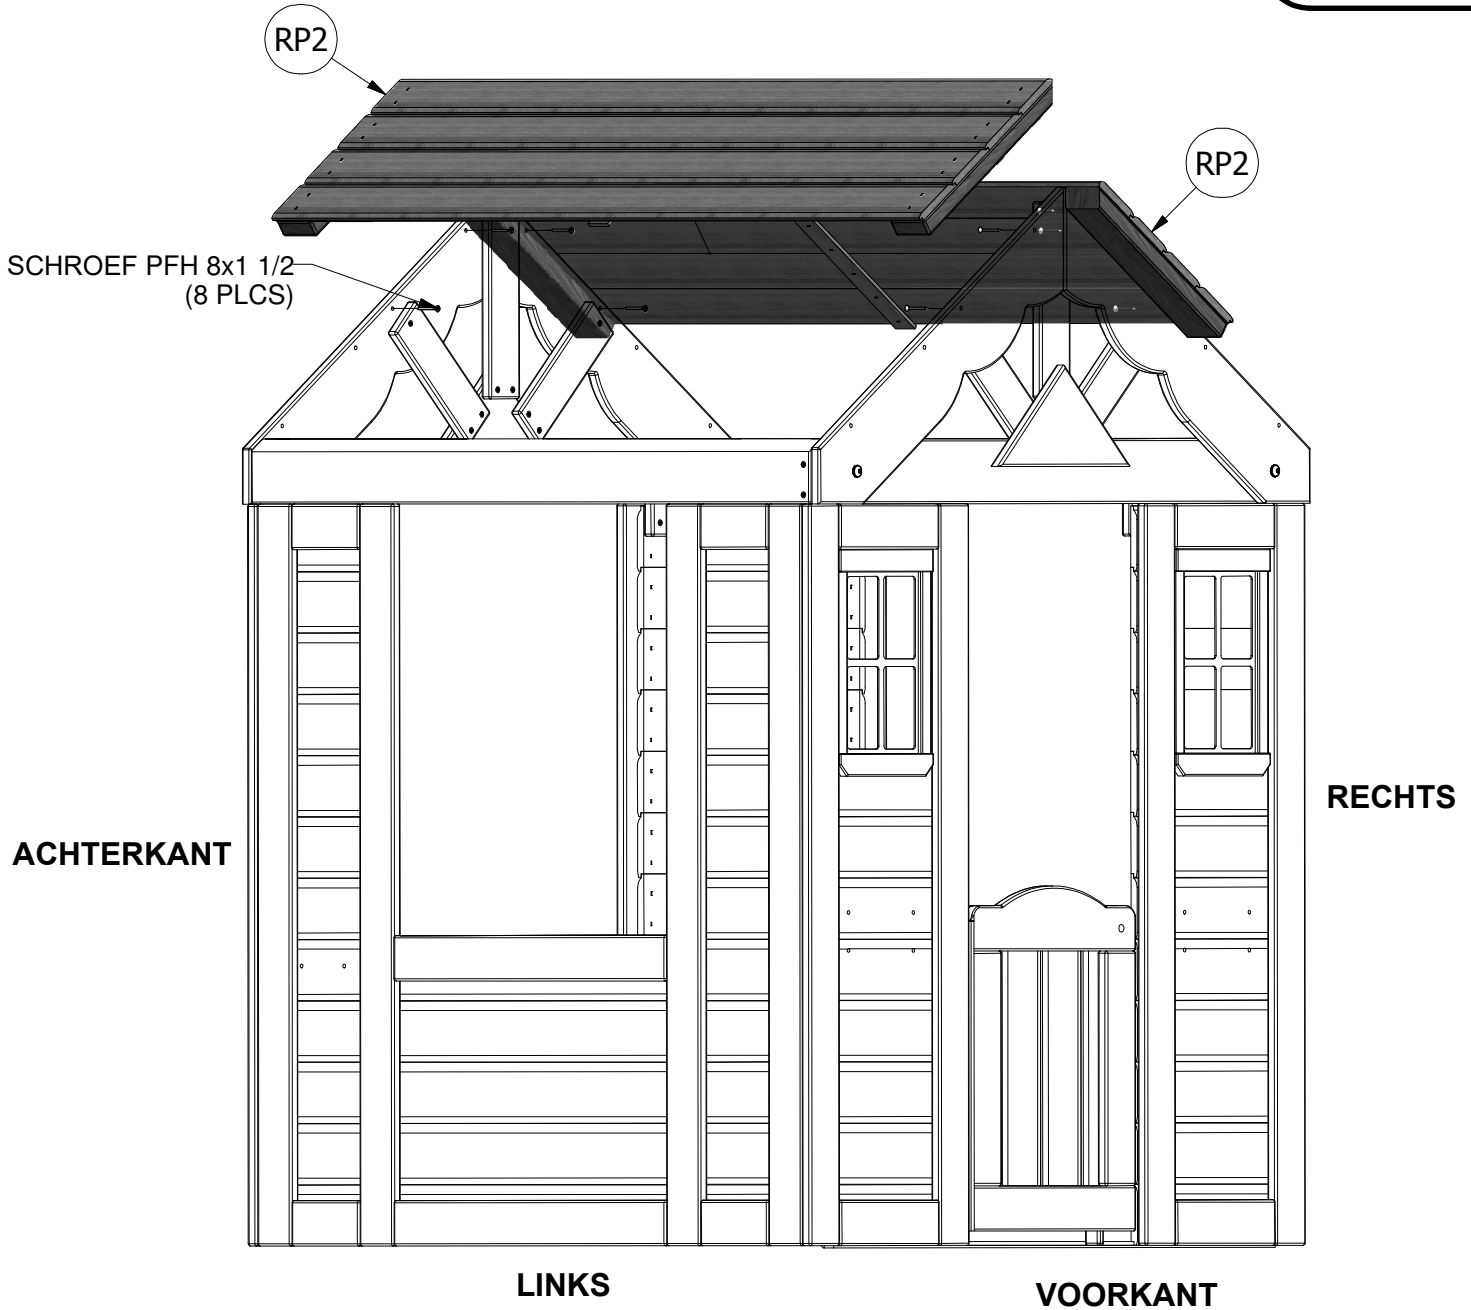 RP2
RP2
SCHROEF PFH 8x1 1/2
(8 PLCS)
RECHTS
ACHTERKANT
LINKS
VOORKANT